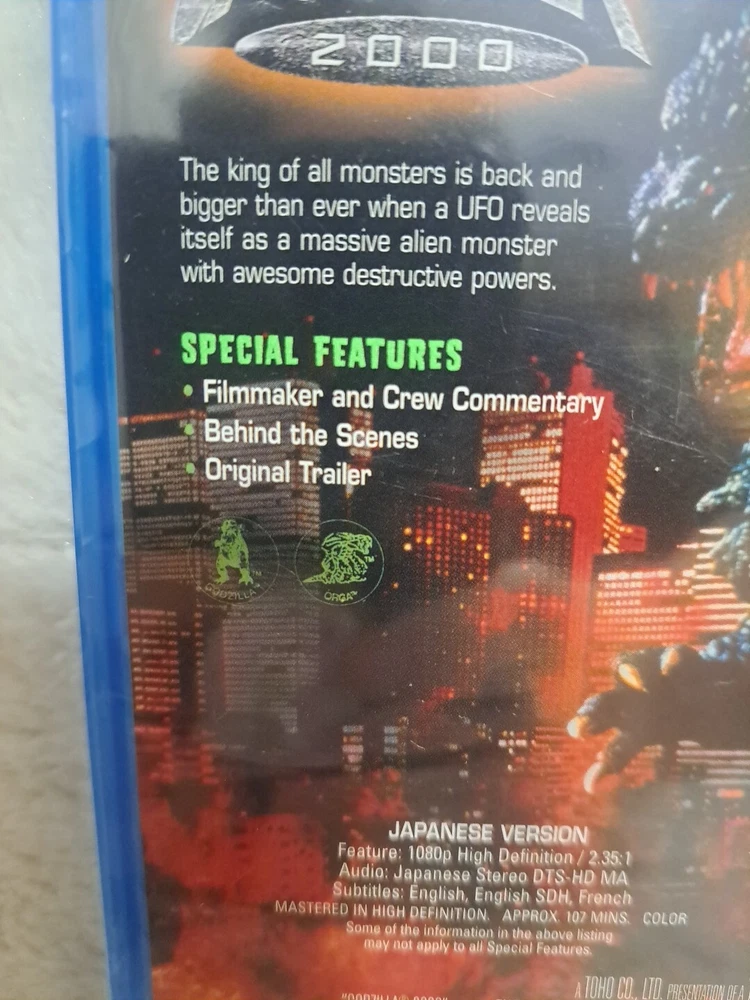 2000
The king of all monsters is back and
bigger than ever when a UFO reveals
itself as a massive alien monster
with awesome destructive powers.
SPECIAL FEATURES
• Filmmaker and Crew Commentary
• Behind the Scenes
• Original Trailer
GODZILLA™
ORGA™
JAPANESE VERSION
Feature: 1080p High Definition / 2.35:1
Audio: Japanese Stereo DTS-HD MA
Subtitles: English, English SDH, French
MASTERED IN HIGH DEFINITION. APPROX. 107 MINS. COLOR
Some of the information in the above listing
may not apply to all Special Features.
A TOHO CO., LTD. PRESENTATION OF A